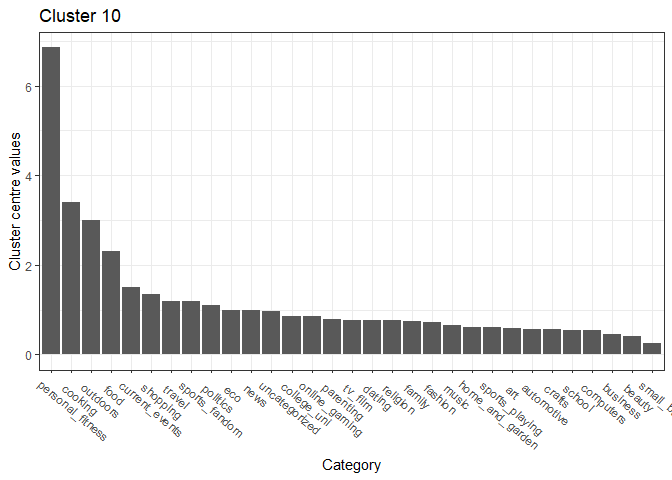 Cluster 10
Cluster centre values
6
4
2
0
personal_fitness
cooking
outdoors
food
current_events
shopping
travel
sports_fandom
politics
eco
news
uncategorized
college_uni
online_gaming
parenting
tv_film
dating
religion
family
fashion
music
home_and_garden
sports_playing
art
automotive
crafts
school
computers
business
beauty
small_b
Category